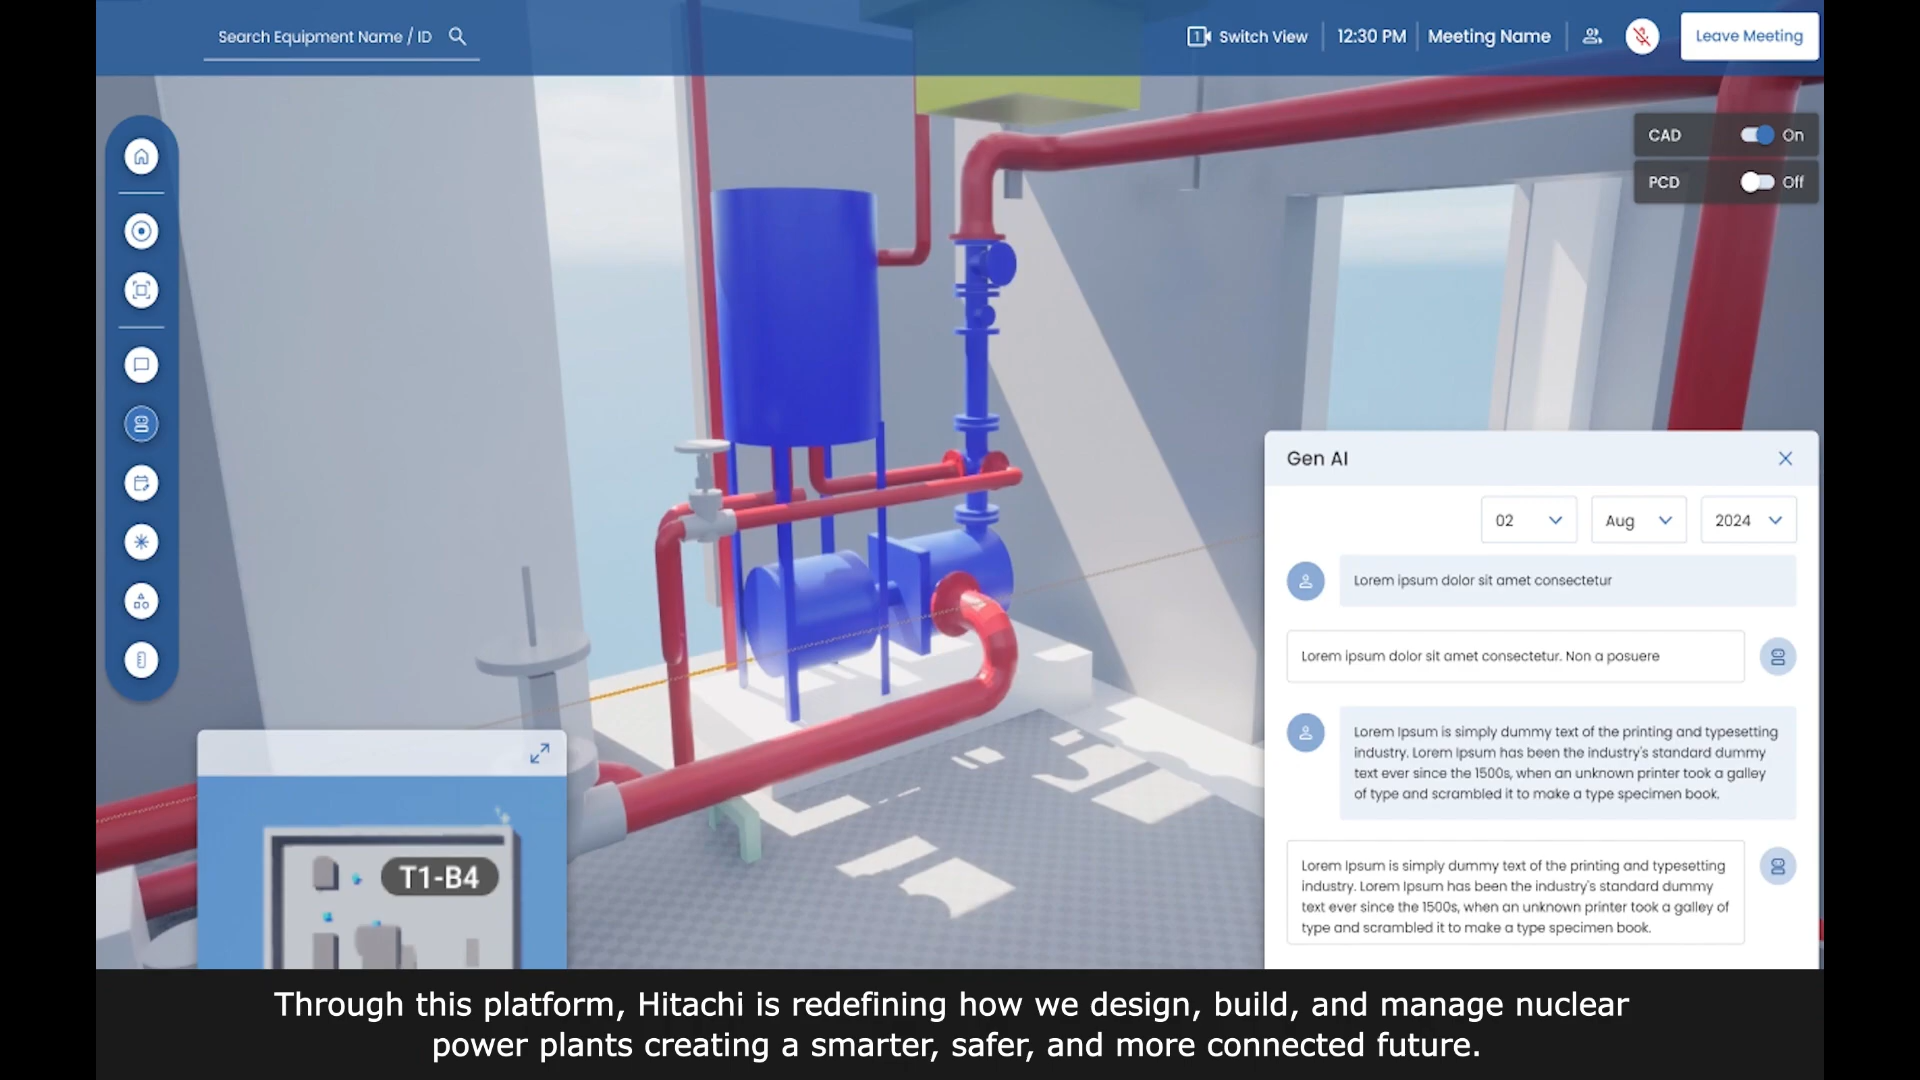 Search Equipment Name / ID
1 Switch View
12:30 PM
Meeting Name
Leave Meeting
CAD On
PCD Off
Gen AI
02 Aug 2024
Lorem ipsum dolor sit amet consectetur
Lorem ipsum dolor sit amet consectetur. Non a posuere
Lorem Ipsum is simply dummy text of the printing and typesetting
industry. Lorem Ipsum has been the industry's standard dummy
text ever since the 1500s, when an unknown printer took a galley
of type and scrambled it to make a type specimen book.
Lorem Ipsum is simply dummy text of the printing and typesetting
industry. Lorem Ipsum has been the industry's standard dummy
text ever since the 1500s, when an unknown printer took a galley of
type and scrambled it to make a type specimen book.
T1-B4
Through this platform, Hitachi is redefining how we design, build, and manage nuclear
power plants creating a smarter, safer, and more connected future.